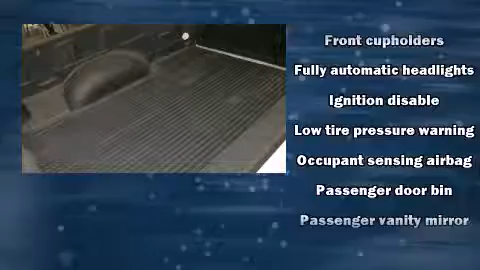 Front cupholders
Fully automatic headlights
Ignition disable
Low tire pressure warning
Occupant sensing airbag
Passenger door bin
Passenger vanity mirror